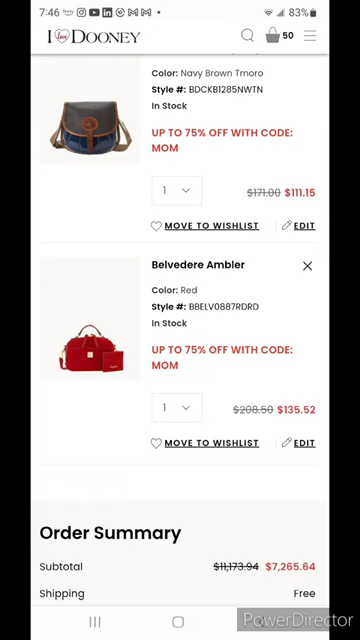 7:46 83%
I love DOONEY 50
Color: Navy Brown Tmoro
Style #: BDCKB1285NWTN
In Stock
UP TO 75% OFF WITH CODE:
MOM
1 $171.00 $111.15
MOVE TO WISHLIST EDIT
Belvedere Ambler
Color: Red
Style #: BBELV0887RDRD
In Stock
UP TO 75% OFF WITH CODE:
MOM
1 $208.50 $135.52
MOVE TO WISHLIST EDIT
Order Summary
Subtotal $11,173.94 $7,265.64
Shipping Free
PowerDirector